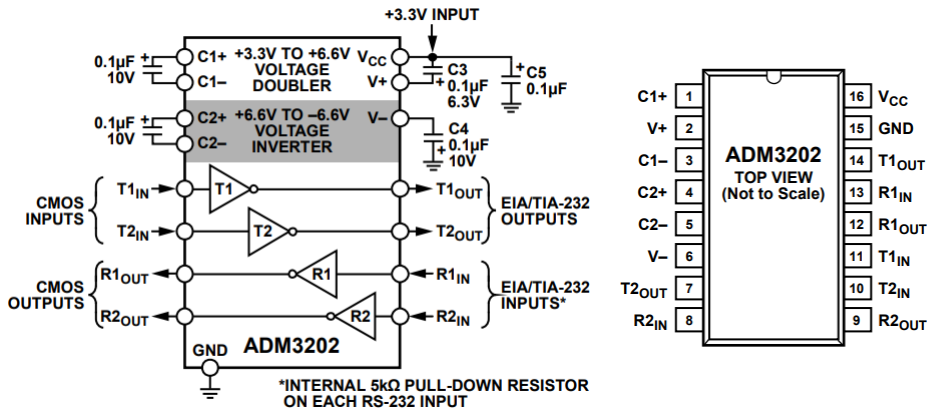 +3.3V INPUT
0.1µF
10V
+
C1+
C1–
+3.3V TO +6.6V
VOLTAGE
DOUBLER
VCC
V+
+
C3
0.1µF
6.3V
+
C5
0.1µF
0.1µF
10V
+
C2+
C2–
+6.6V TO –6.6V
VOLTAGE
INVERTER
V–
C4
0.1µF
10V
+
CMOS
INPUTS
T1IN
T1
T1OUT
T2IN
T2
T2OUT
EIA/TIA-232
OUTPUTS
CMOS
OUTPUTS
R1OUT
R1
R1IN
R2OUT
R2
R2IN
EIA/TIA-232
INPUTS*
GND
ADM3202
*INTERNAL 5kΩ PULL-DOWN RESISTOR
ON EACH RS-232 INPUT
C1+ 1
V+ 2
C1– 3
C2+ 4
C2– 5
V– 6
T2OUT 7
R2IN 8
ADM3202
TOP VIEW
(Not to Scale)
16 VCC
15 GND
14 T1OUT
13 R1IN
12 R1OUT
11 T1IN
10 T2IN
9 R2OUT